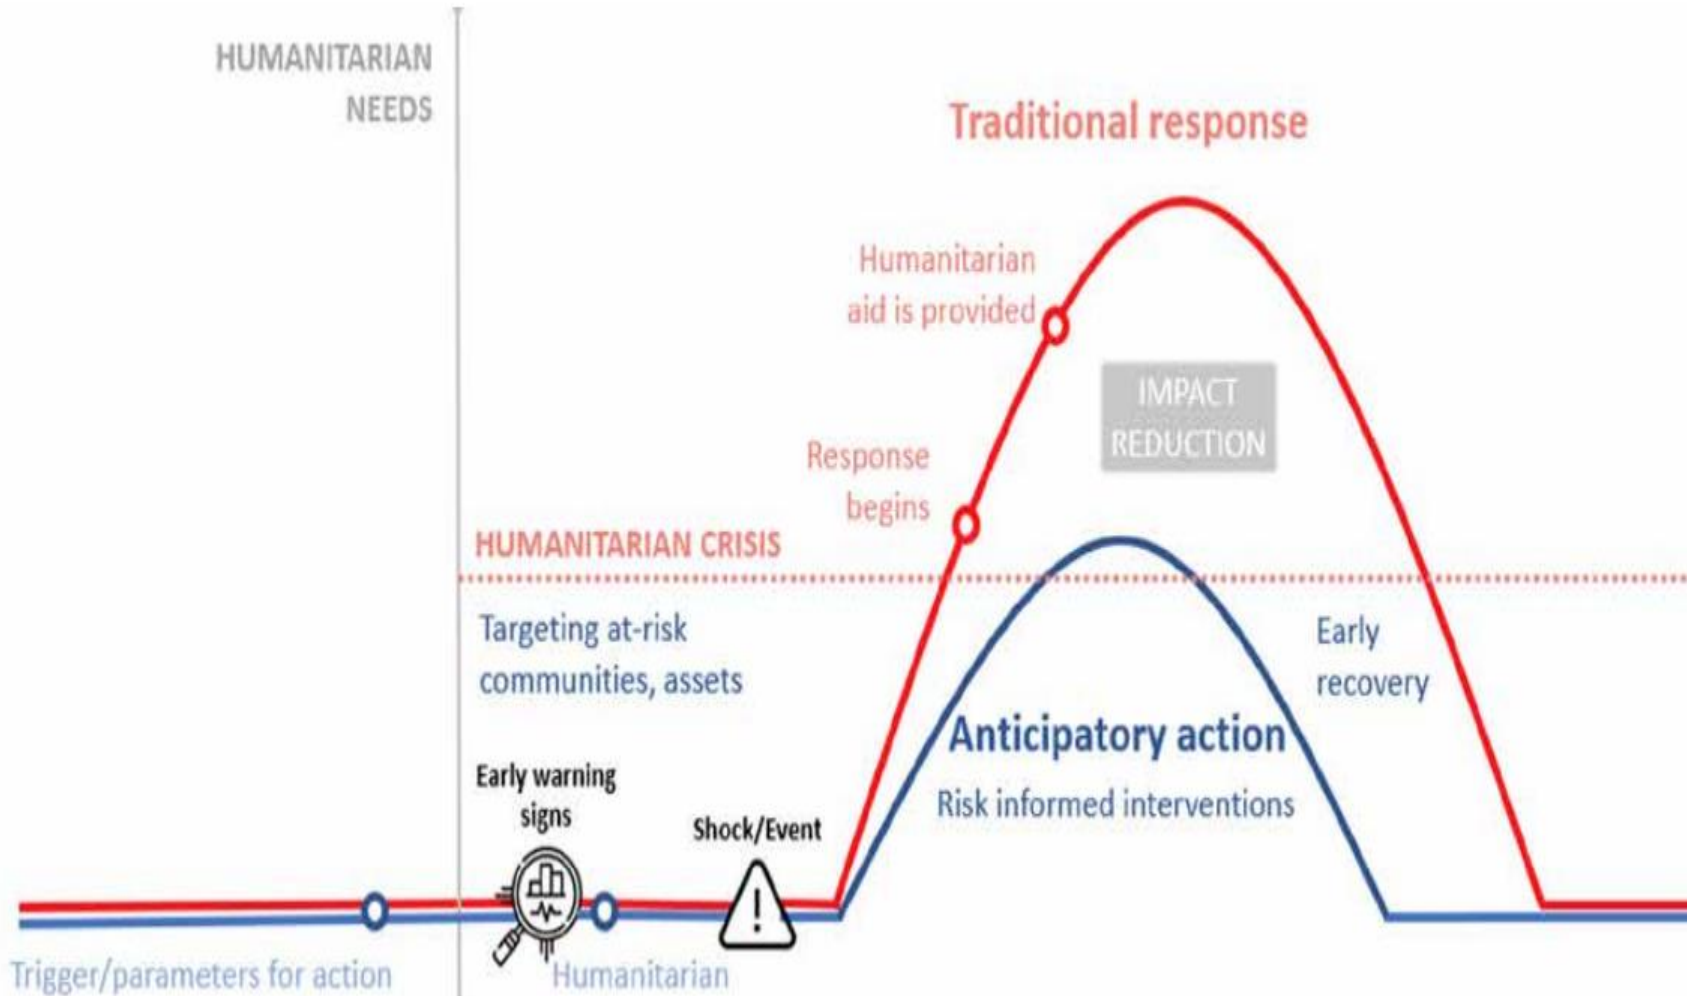 HUMANITARIAN
NEEDS
Traditional response
Humanitarian
aid is provided
IMPACT
REDUCTION
Response
begins
HUMANITARIAN CRISIS
Targeting at-risk
communities, assets
Early
recovery
Anticipatory action
Risk informed interventions
Early warning
signs
Shock/Event
Trigger/parameters for action
Humanitarian